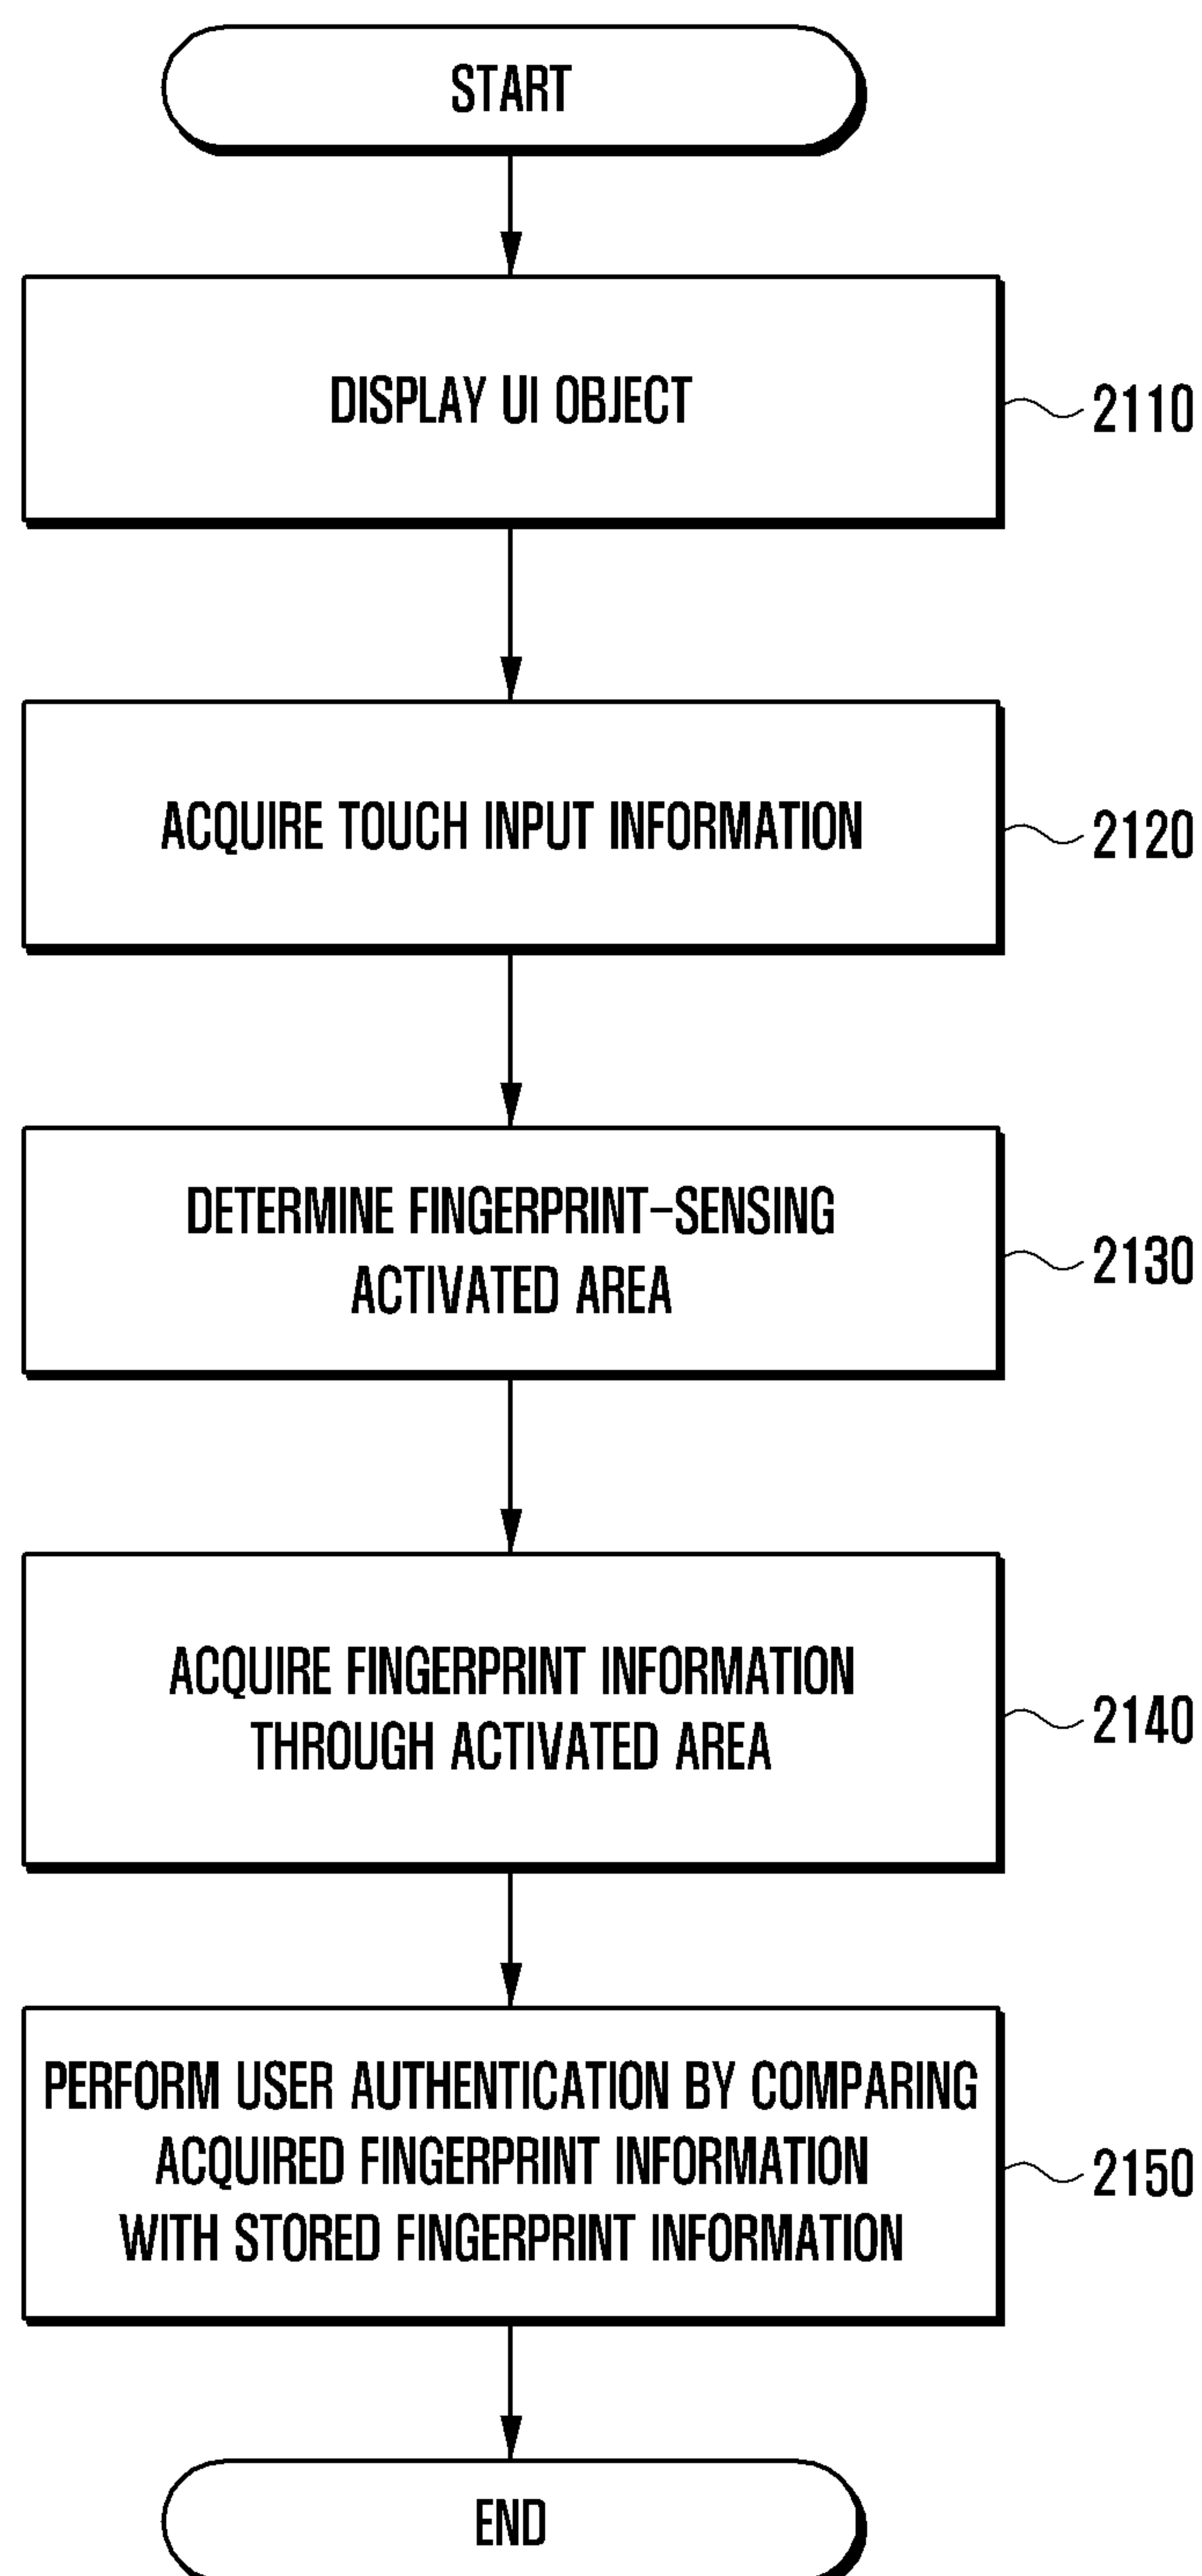 START
DISPLAY UI OBJECT
2110
ACQUIRE TOUCH INPUT INFORMATION
2120
DETERMINE FINGERPRINT-SENSING
ACTIVATED AREA
2130
ACQUIRE FINGERPRINT INFORMATION
THROUGH ACTIVATED AREA
2140
PERFORM USER AUTHENTICATION BY COMPARING
ACQUIRED FINGERPRINT INFORMATION
WITH STORED FINGERPRINT INFORMATION
2150
END